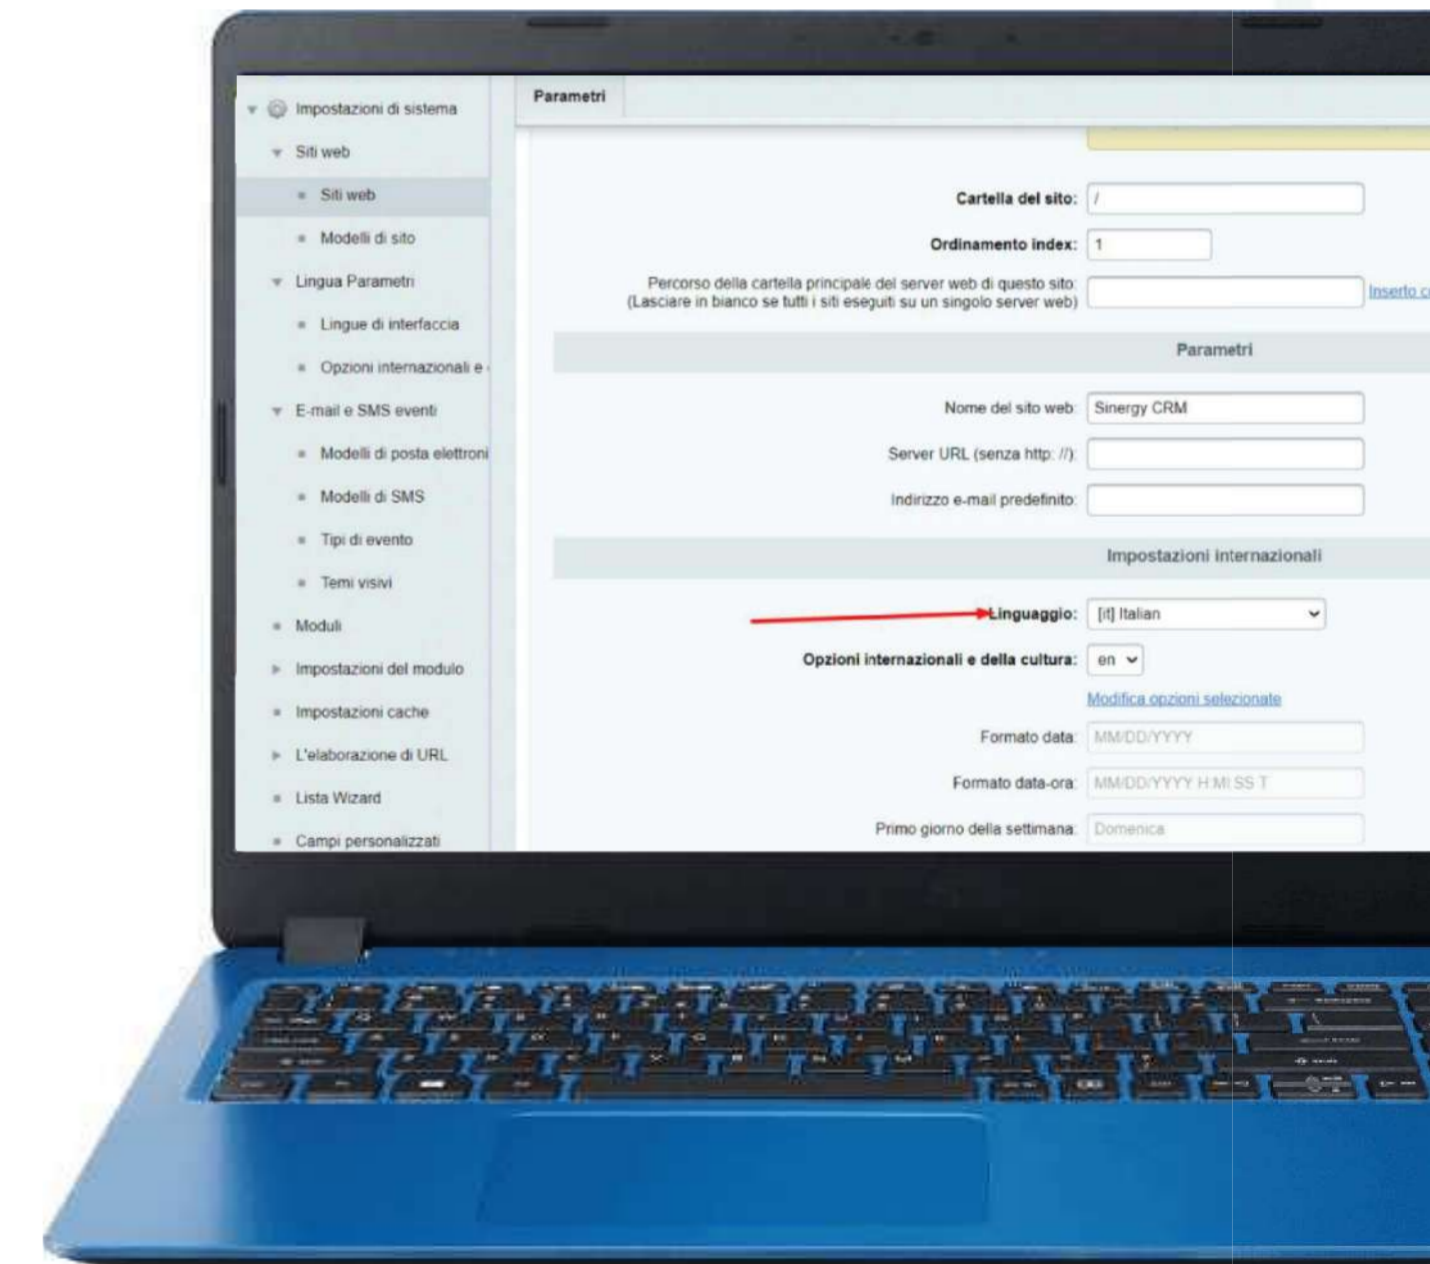 Impostazioni di sistema
Siti web
Siti web
Modelli di sito
Lingua Parametri
Lingue di interfaccia
Opzioni internazionali e
E-mail e SMS eventi
Modelli di posta elettroni
Modelli di SMS
Tipi di evento
Temi visivi
Moduli
Impostazioni del modulo
Impostazioni cache
L'elaborazione di URL
Lista Wizard
Campi personalizzati
Parametri
Cartella del sito: /
Ordinamento index: 1
Percorso della cartella principale del server web di questo sito:
(Lasciare in bianco se tutti i siti eseguiti su un singolo server web)
Inserto
Parametri
Nome del sito web: Sinergy CRM
Server URL (senza http: //):
Indirizzo e-mail predefinito:
Impostazioni internazionali
Linguaggio: [it] Italian
Opzioni internazionali e della cultura: en
Modifica opzioni selezionate
Formato data: MM/DD/YYYY
Formato data-ora: MM/DD/YYYY H:MI:SS T
Primo giorno della settimana: Domenica